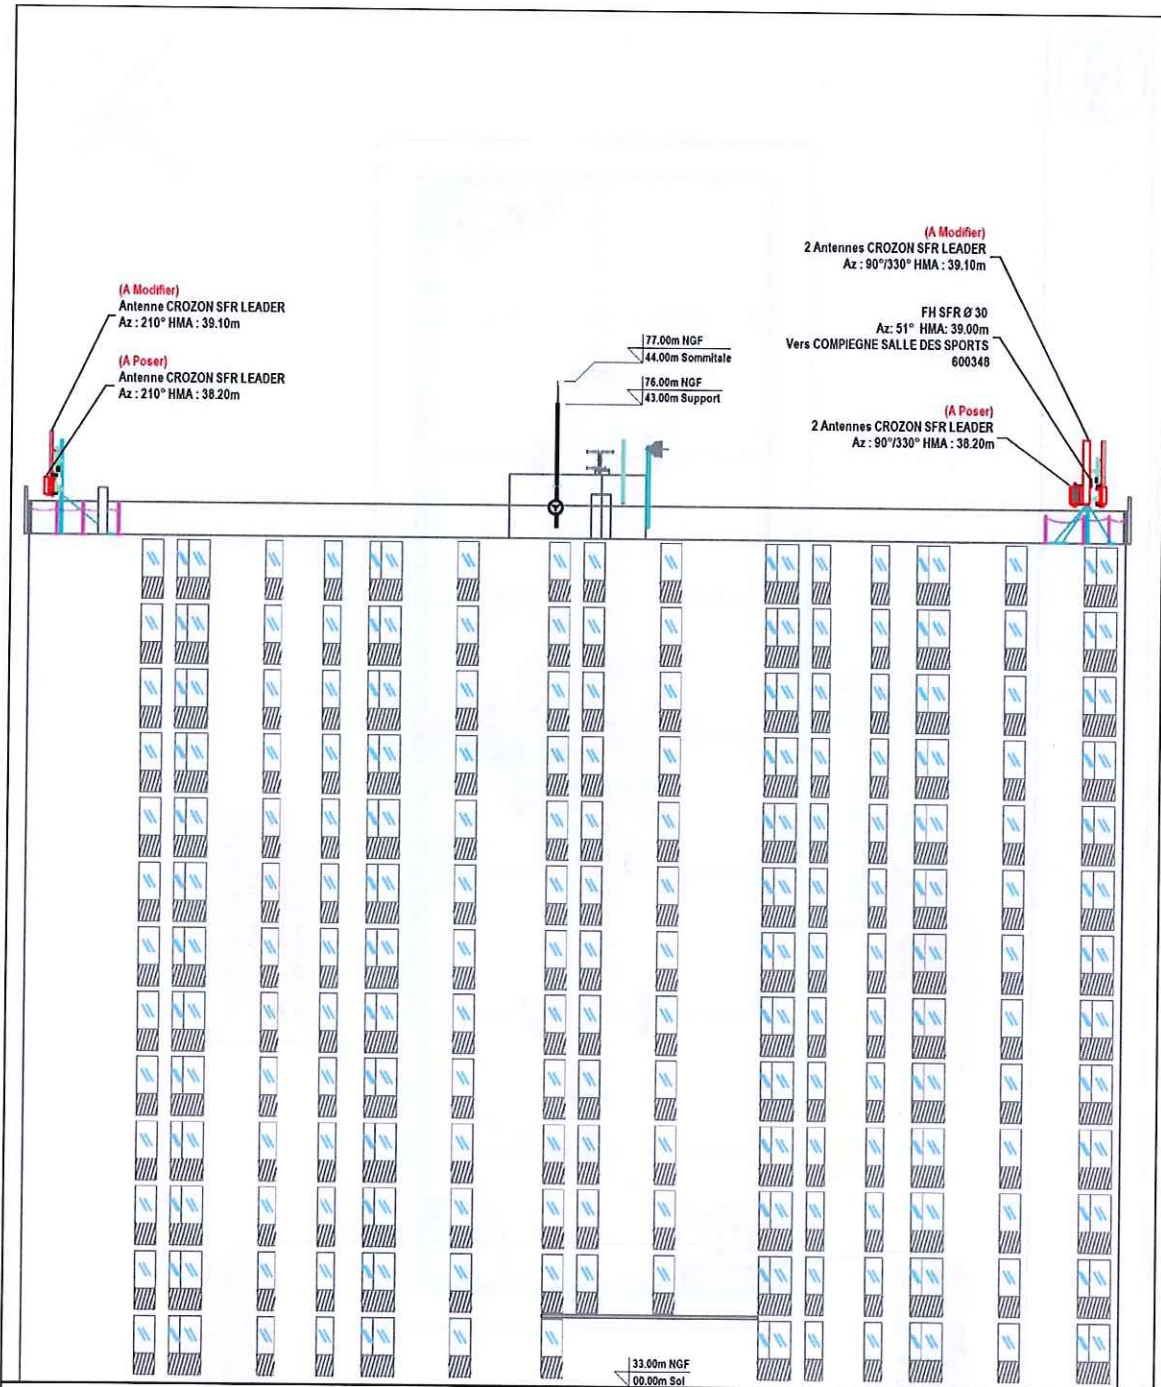 (A Modifier)
2 Antennes CROZON SFR LEADER
Az : 90°/330° HMA : 39.10m
(A Modifier)
Antenne CROZON SFR LEADER
Az : 210° HMA : 39.10m
FH SFR Ø 30
Az: 51° HMA: 39.00m
Vers COMPIEGNE SALLE DES SPORTS
600348
77.00m NGF
44.00m Sommitale
(A Poser)
Antenne CROZON SFR LEADER
Az : 210° HMA : 38.20m
76.00m NGF
43.00m Support
(A Poser)
2 Antennes CROZON SFR LEADER
Az : 90°/330° HMA : 38.20m
33.00m NGF
00.00m Sol